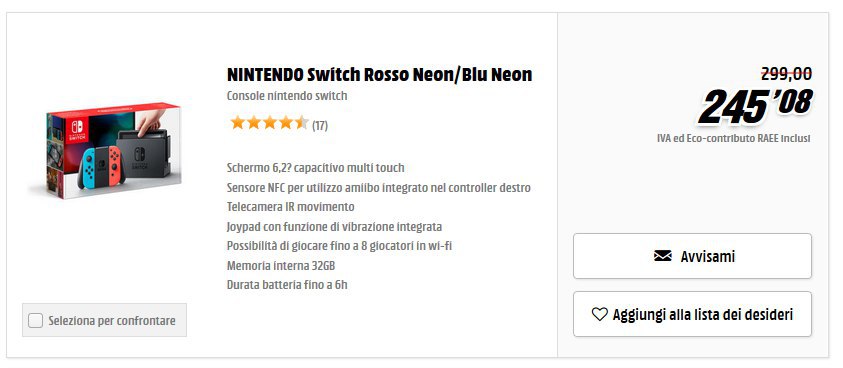 NINTENDO Switch Rosso Neon/Blu Neon
Console nintendo switch
(17)
Schermo 6,2? capacitivo multi touch
Sensore NFC per utilizzo amiibo integrato nel controller destro
Telecamera IR movimento
Joypad con funzione di vibrazione integrata
Possibilità di giocare fino a 8 giocatori in wi-fi
Memoria interna 32GB
Durata batteria fino a 6h
Seleziona per confrontare
299,00
245'08
IVA ed Eco-contributo RAEE inclusi
Avvisami
Aggiungi alla lista dei desideri
NINTENDO
SWITCH